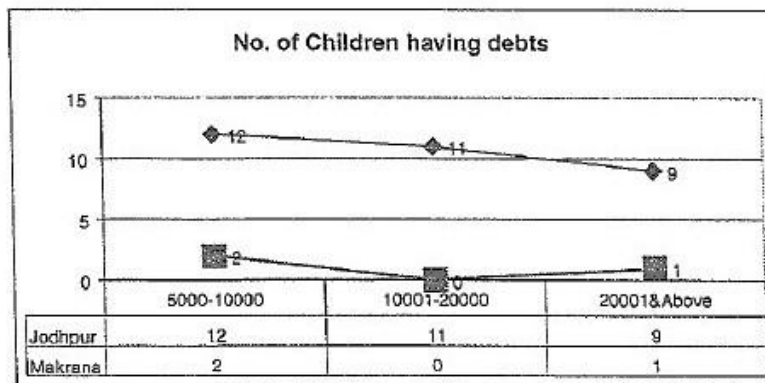 No. of Children having debts
15
12
11
10
9
5
2
0
1
0
5000-10000 10001-20000 20001&Above
Jodhpur 12 11 9
Makrana 2 0 1